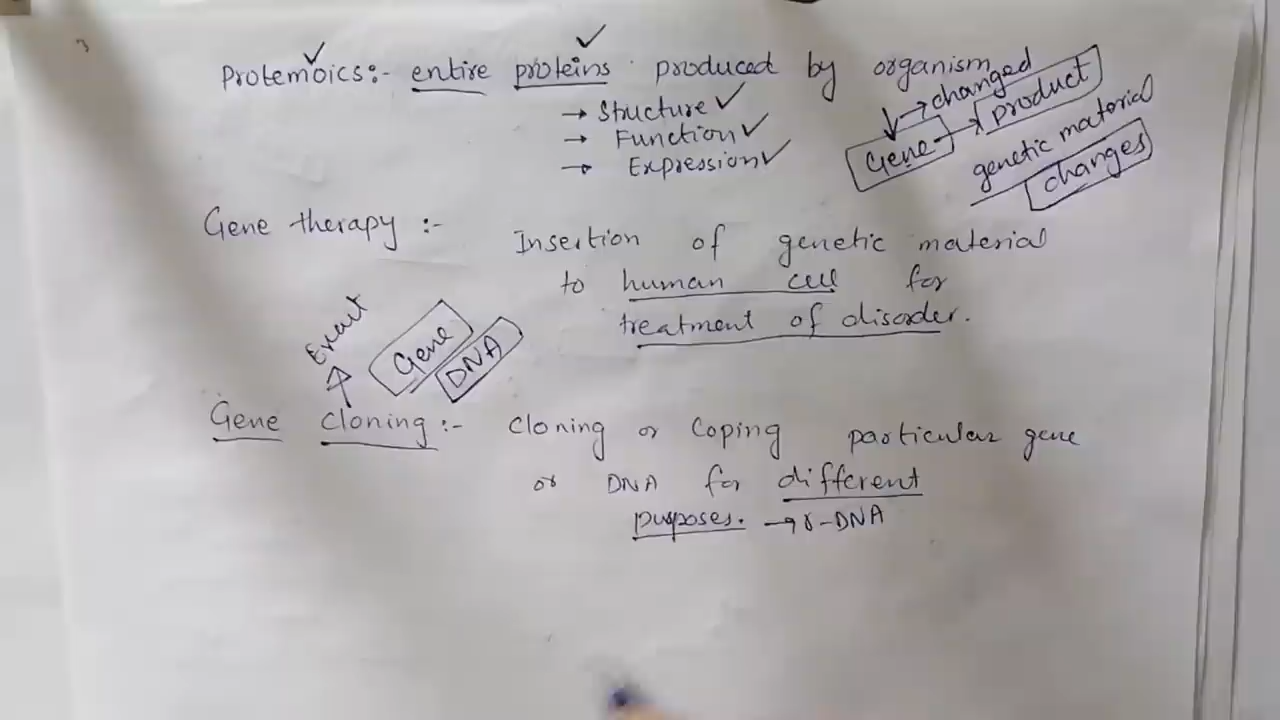 Protemoics:- entire proteins produced by organism
→ Structure ✓
→ Function ✓
→ Expression ✓
→ changed
Gene → product
genetic material
changes
Gene therapy :- Insertion of genetic material
to human cell for
treatment of disorder.
Exact
Gene
DNA
Gene cloning:- Cloning or Coping particular gene
or DNA for different
purposes. → r-DNA